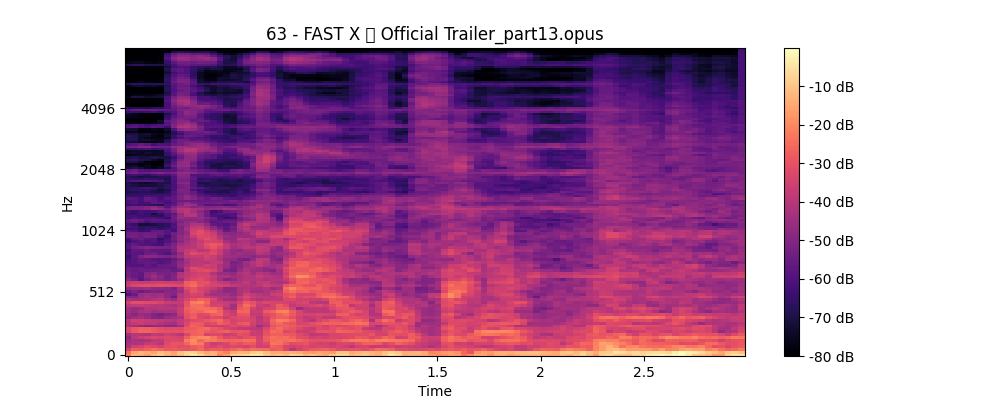 63 - FAST X ▯ Official Trailer_part13.opus
Hz
4096
2048
1024
512
0
0
0.5
1
1.5
2
2.5
Time
-10 dB
-20 dB
-30 dB
-40 dB
-50 dB
-60 dB
-70 dB
-80 dB